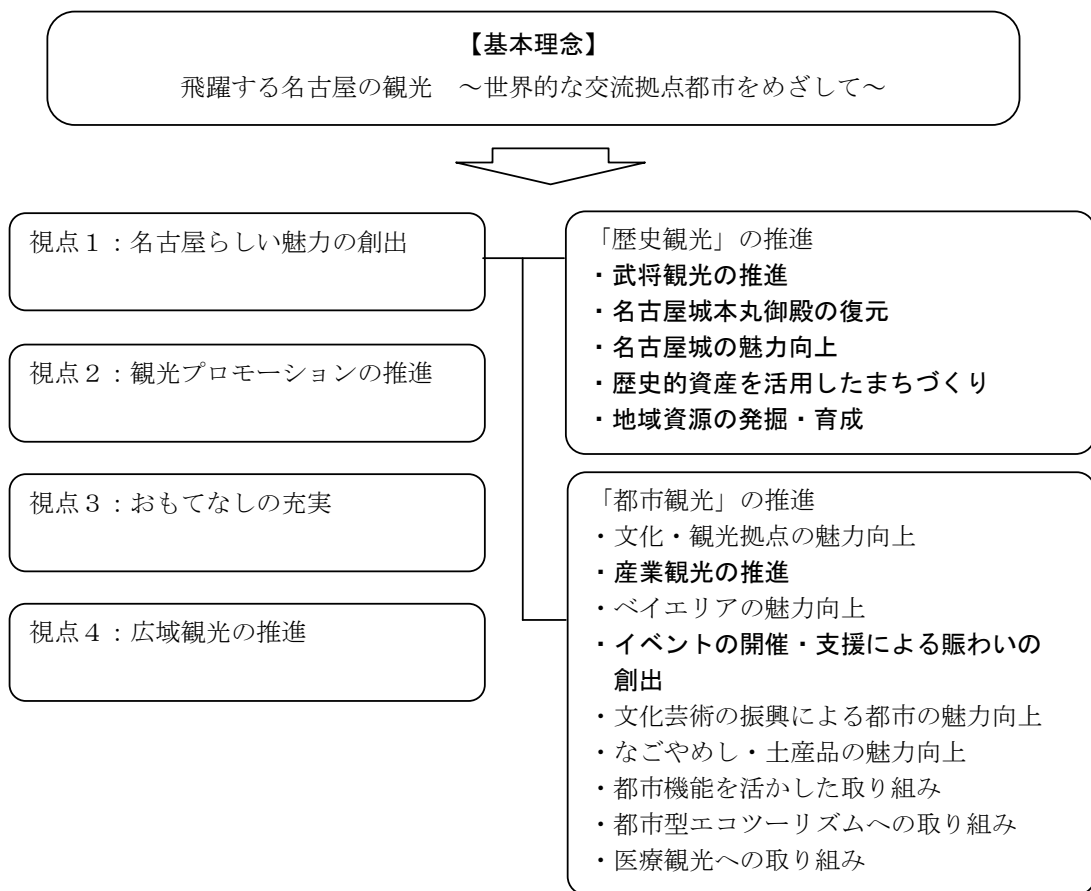 【基本理念】
飛躍する名古屋の観光　～世界的な交流拠点都市をめざして～
視点１：名古屋らしい魅力の創出
視点２：観光プロモーションの推進
視点３：おもてなしの充実
視点４：広域観光の推進
「歴史観光」の推進
・武将観光の推進
・名古屋城本丸御殿の復元
・名古屋城の魅力向上
・歴史的資産を活用したまちづくり
・地域資源の発掘・育成
「都市観光」の推進
・文化・観光拠点の魅力向上
・産業観光の推進
・ベイエリアの魅力向上
・イベントの開催・支援による賑わいの
創出
・文化芸術の振興による都市の魅力向上
・なごやめし・土産品の魅力向上
・都市機能を活かした取り組み
・都市型エコツーリズムへの取り組み
・医療観光への取り組み